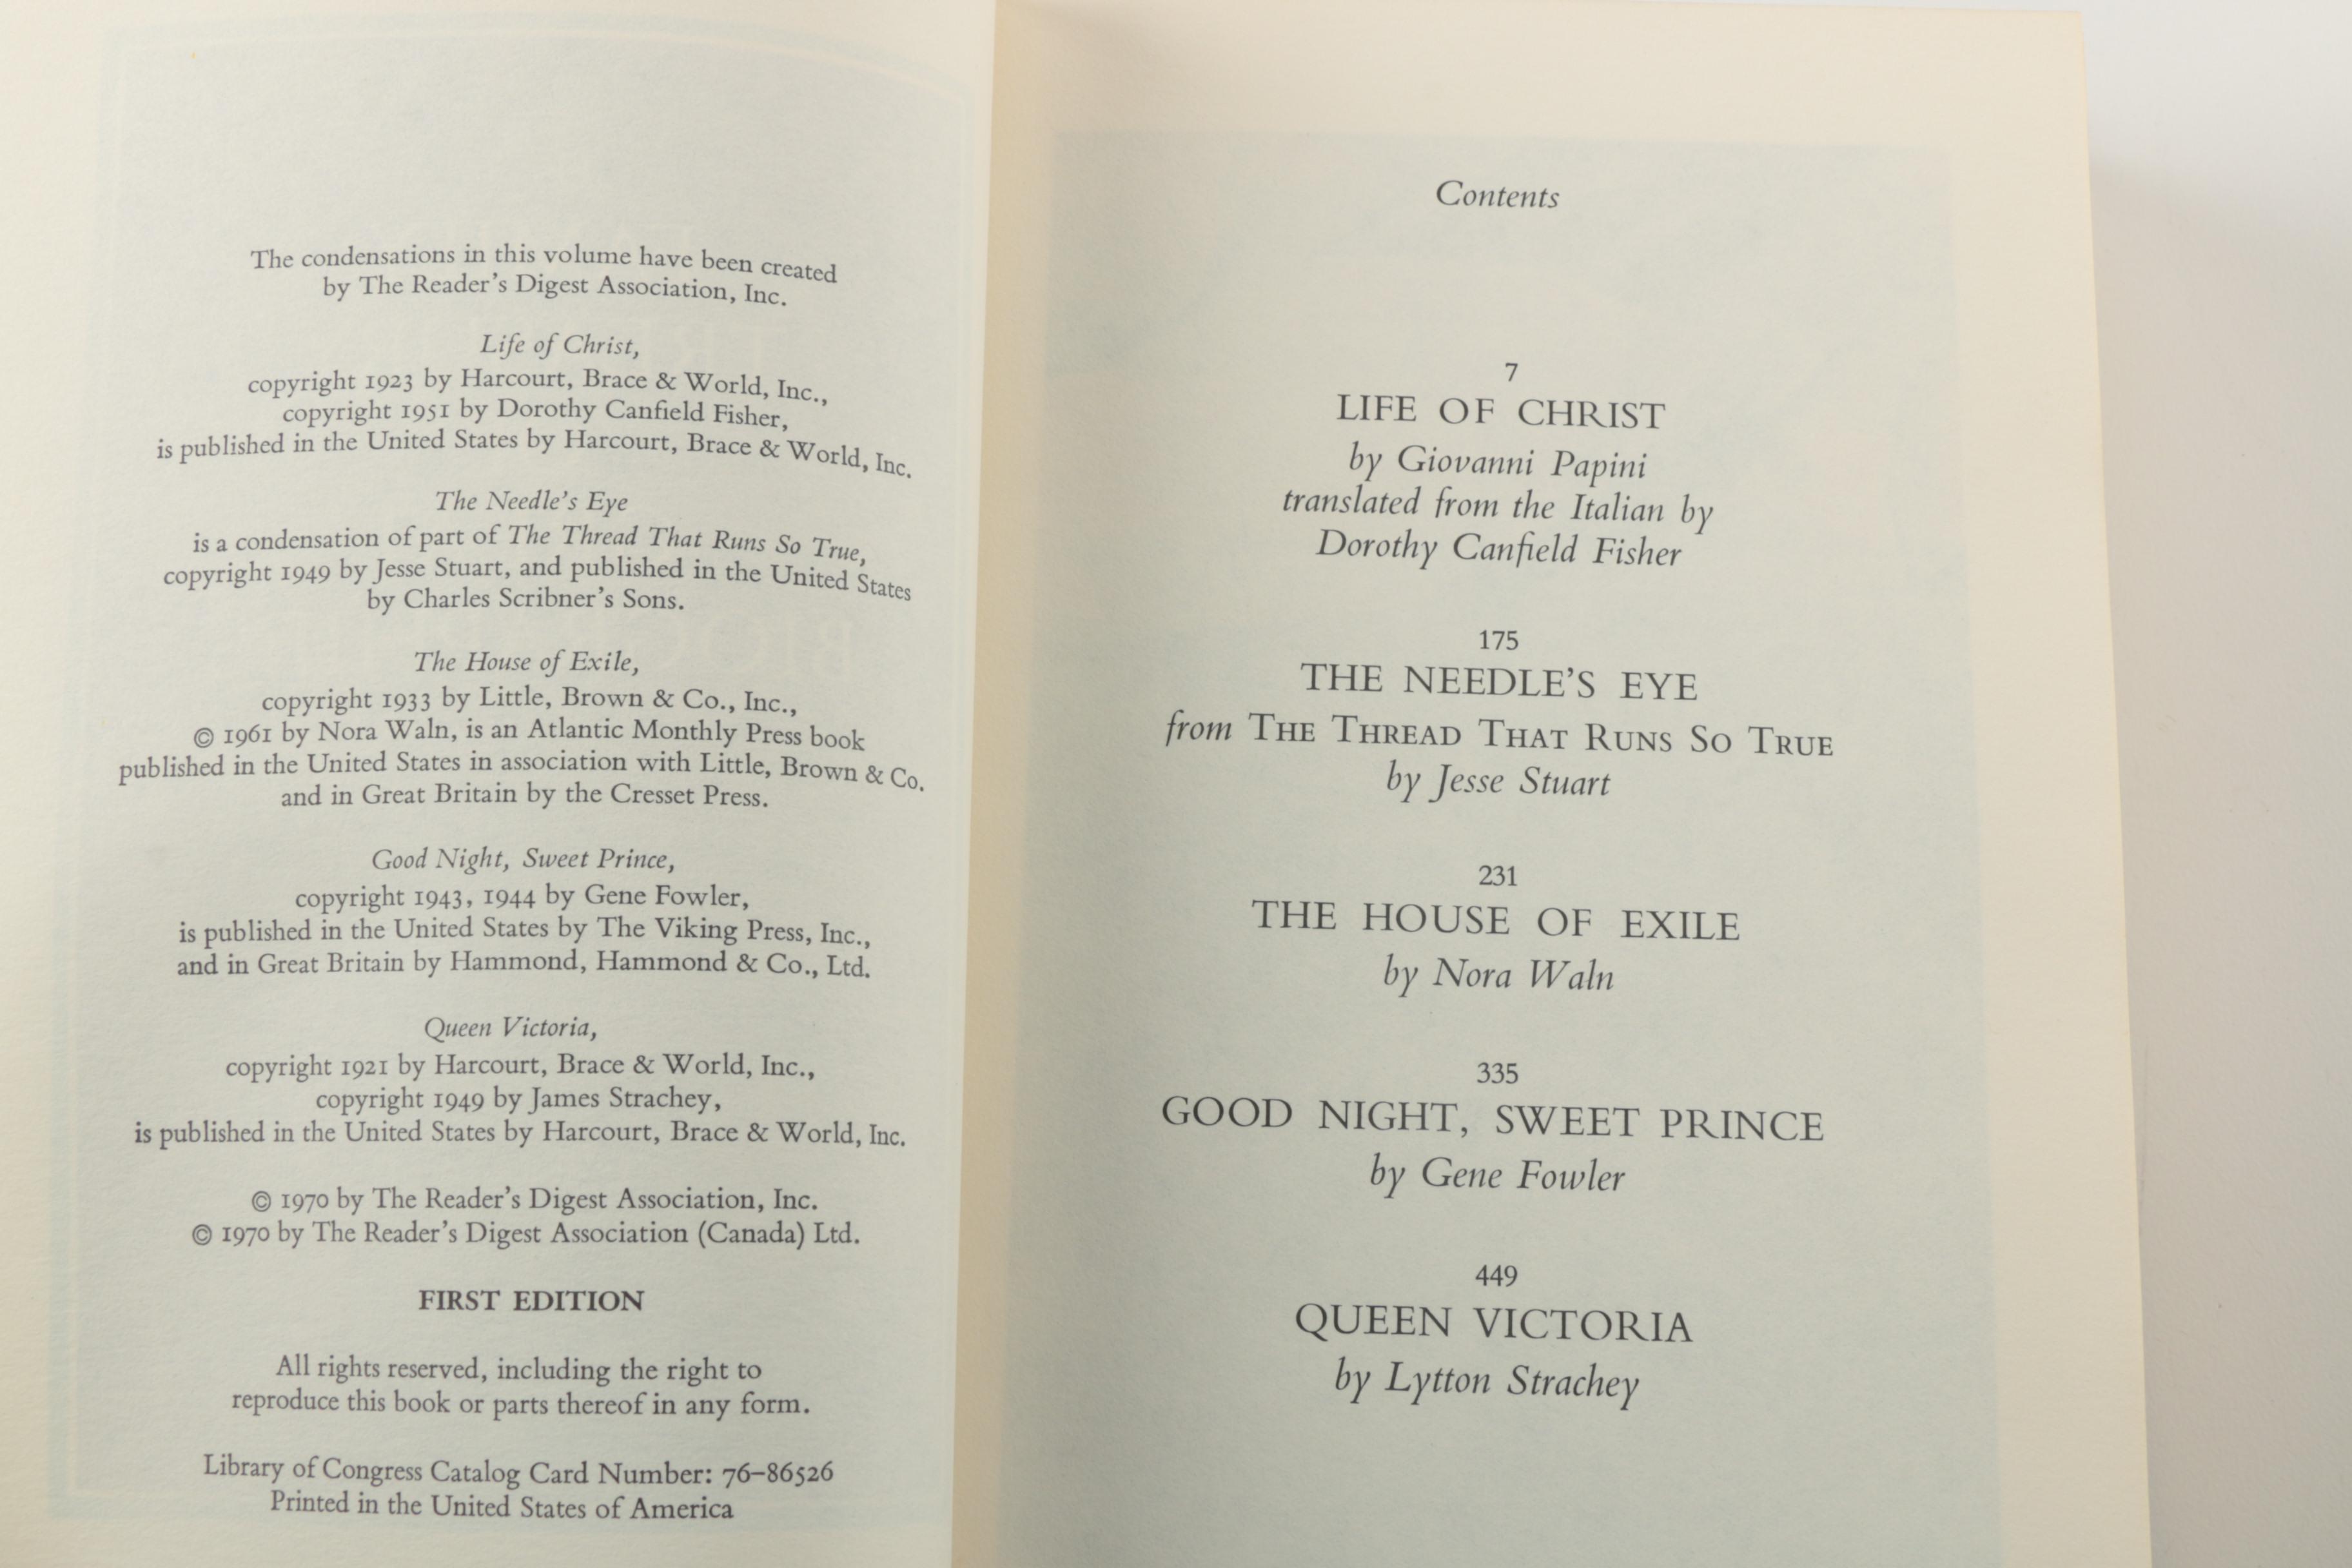 The condensations in this volume have been created
by The Reader's Digest Association, Inc.
Life of Christ,
copyright 1923 by Harcourt, Brace & World, Inc.,
copyright 1951 by Dorothy Canfield Fisher,
is published in the United States by Harcourt, Brace & World, Inc.
The Needle's Eye
is a condensation of part of The Thread That Runs So True,
copyright 1949 by Jesse Stuart, and published in the United States
by Charles Scribner's Sons.
The House of Exile,
copyright 1933 by Little, Brown & Co., Inc.,
© 1961 by Nora Waln, is an Atlantic Monthly Press book
published in the United States in association with Little, Brown & Co.
and in Great Britain by the Cresset Press.
Good Night, Sweet Prince,
copyright 1943, 1944 by Gene Fowler,
is published in the United States by The Viking Press, Inc.,
and in Great Britain by Hammond, Hammond & Co., Ltd.
Queen Victoria,
copyright 1921 by Harcourt, Brace & World, Inc.,
copyright 1949 by James Strachey,
is published in the United States by Harcourt, Brace & World, Inc.
© 1970 by The Reader's Digest Association, Inc.
© 1970 by The Reader's Digest Association (Canada) Ltd.
FIRST EDITION
All rights reserved, including the right to
reproduce this book or parts thereof in any form.
Library of Congress Catalog Card Number: 76–86526
Printed in the United States of America
Contents
7
LIFE OF CHRIST
by Giovanni Papini
translated from the Italian by
Dorothy Canfield Fisher
175
THE NEEDLE'S EYE
from THE THREAD THAT RUNS SO TRUE
by Jesse Stuart
231
THE HOUSE OF EXILE
by Nora Waln
335
GOOD NIGHT, SWEET PRINCE
by Gene Fowler
449
QUEEN VICTORIA
by Lytton Strachey